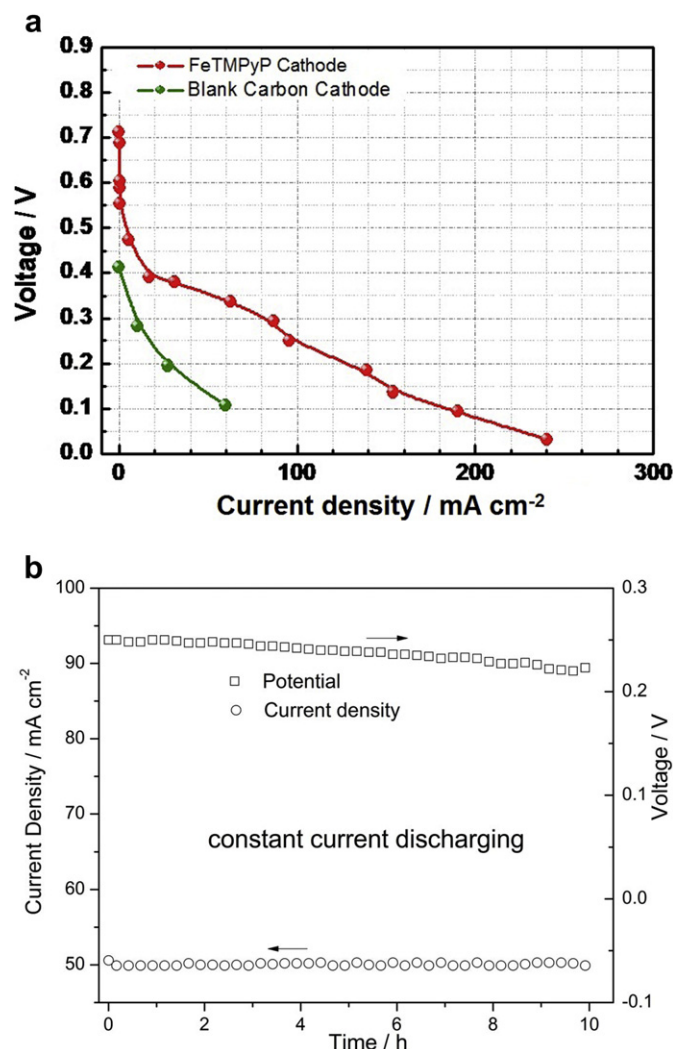 a
0.9
0.8
0.7
0.6
0.5
0.4
0.3
0.2
0.1
0.0
Voltage / V
FeTMPyP Cathode
Blank Carbon Cathode
0
100
200
300
Current density / mA cm-2
b
100
90
80
70
60
50
Current Density / mA cm-2
0.3
0.2
0.1
0.0
-0.1
Voltage / V
Potential
Current density
constant current discharging
0
2
4
6
8
10
Time / h